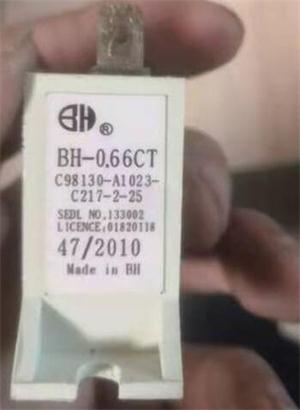 BH ®
BH-0.66CT
C98130-A1023-
C217-2-25
SEDL NO.133002
LICENCE:01820118
47/2010
Made in BH